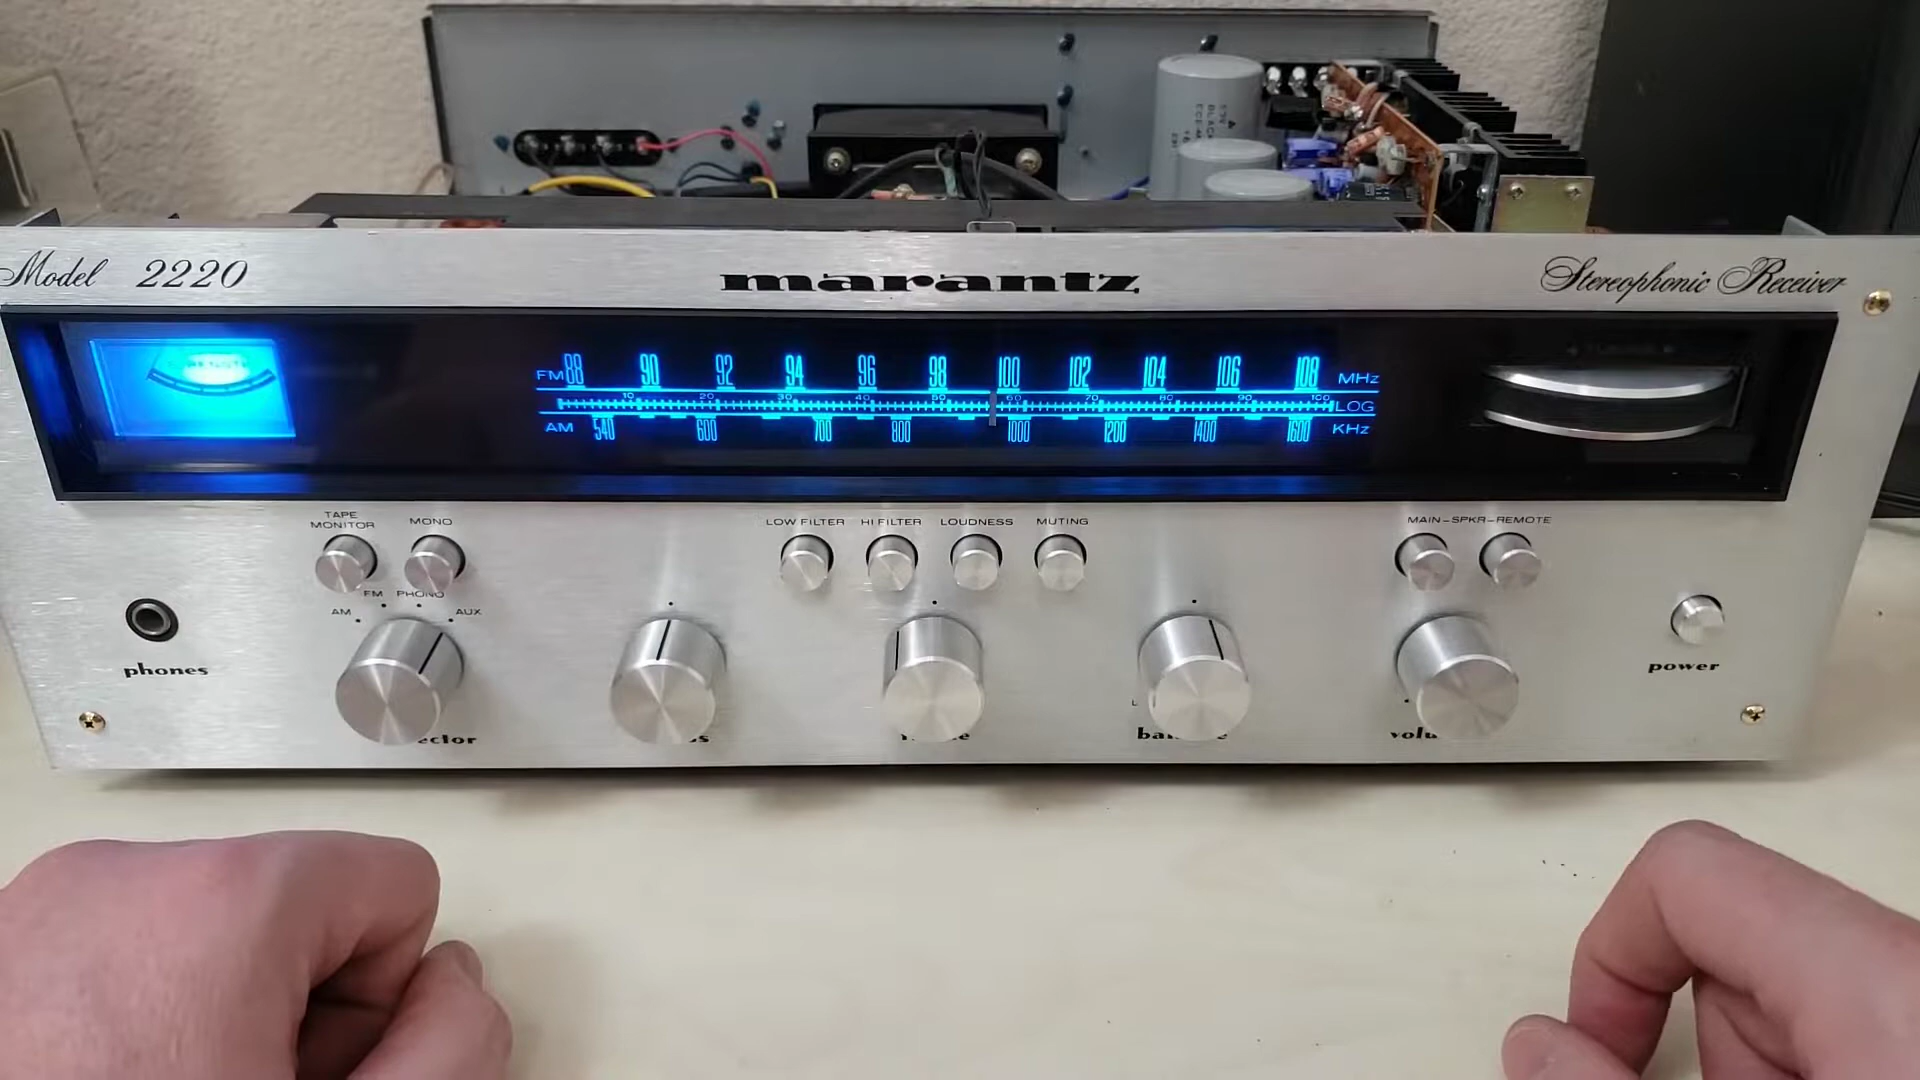 Model 2220
marantz
Stereophonic Receiver
FM 88 90 92 94 96 98 100 102 104 106 108 MHz
10 20 30 40 50 60 70 80 90 100 LOG
AM 540 600 700 800 1000 1200 1400 1600 KHz
TAPE
MONITOR
MONO
LOW FILTER
HI FILTER
LOUDNESS
MUTING
MAIN–SPKR–REMOTE
AM
FM
PHONO
AUX
phones
power
L